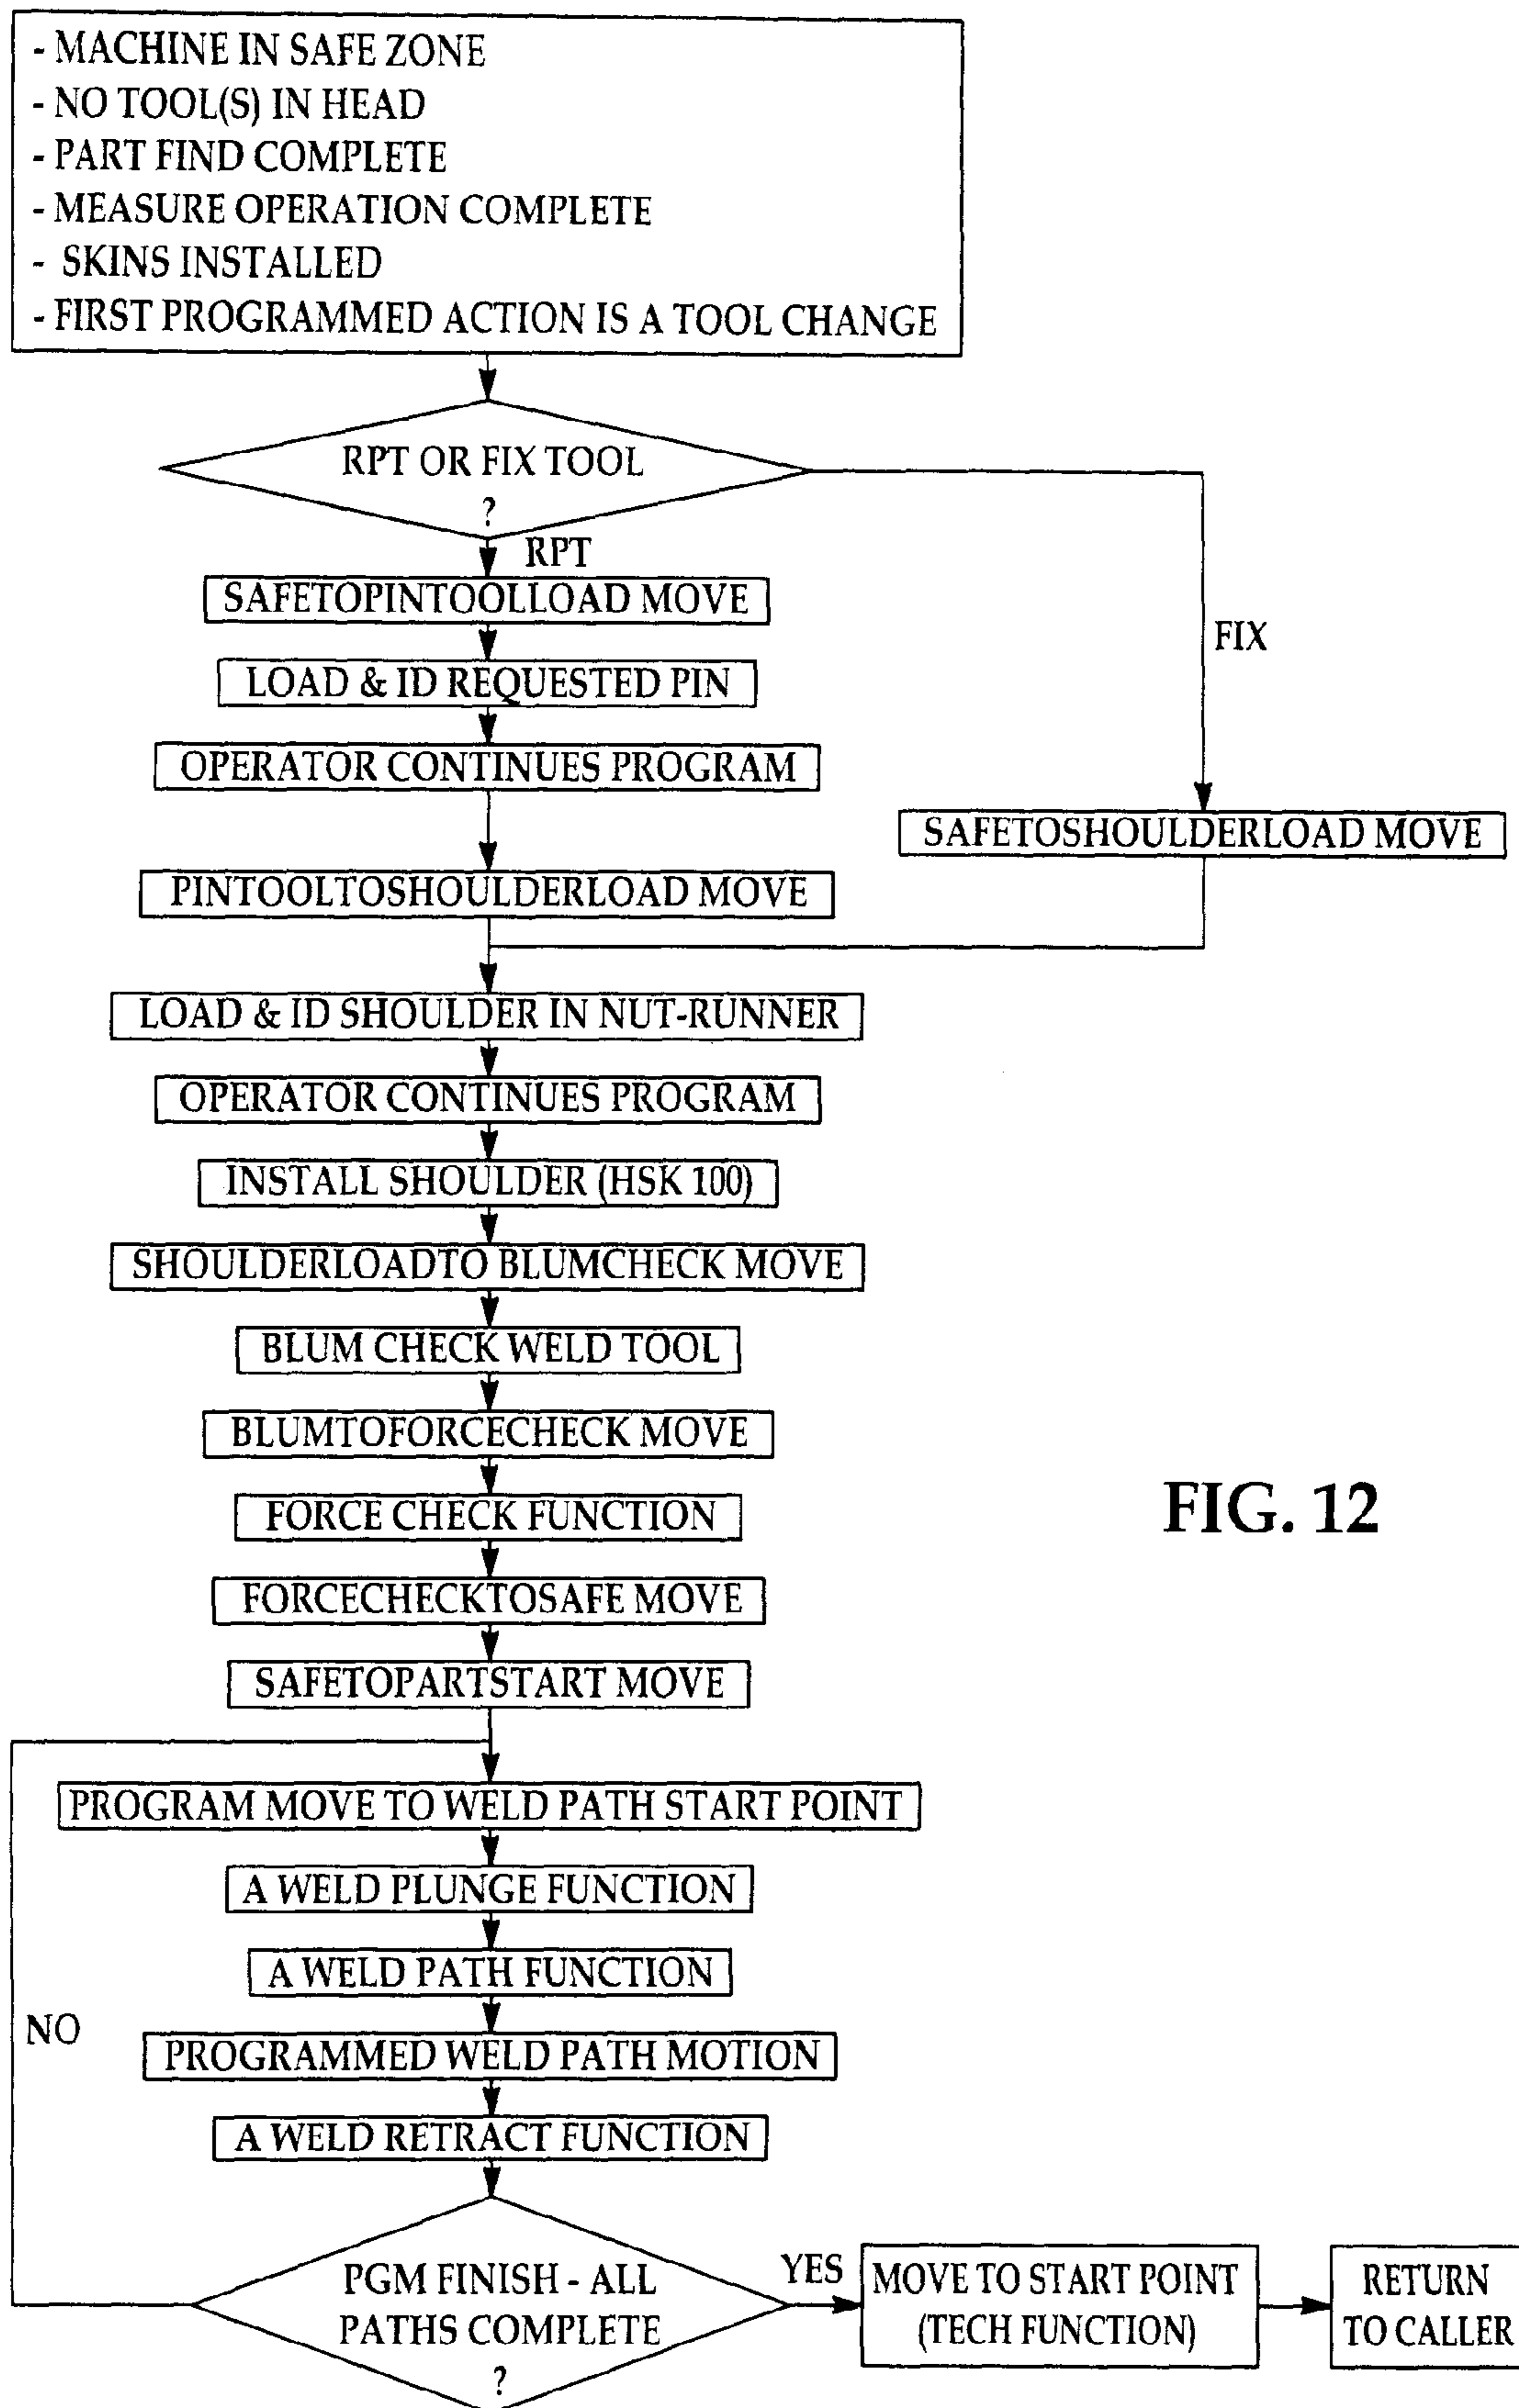 - MACHINE IN SAFE ZONE
- NO TOOL(S) IN HEAD
- PART FIND COMPLETE
- MEASURE OPERATION COMPLETE
- SKINS INSTALLED
- FIRST PROGRAMMED ACTION IS A TOOL CHANGE
RPT OR FIX TOOL
?
RPT
SAFETOPINTOOLLOAD MOVE
FIX
LOAD & ID REQUESTED PIN
OPERATOR CONTINUES PROGRAM
SAFETOSHOULDERLOAD MOVE
PINTOOLTOSHOULDERLOAD MOVE
LOAD & ID SHOULDER IN NUT-RUNNER
OPERATOR CONTINUES PROGRAM
INSTALL SHOULDER (HSK 100)
SHOULDERLOADTO BLUMCHECK MOVE
BLUM CHECK WELD TOOL
BLUMTOFORCECHECK MOVE
FORCE CHECK FUNCTION
FIG. 12
FORCECHECKTOSAFE MOVE
SAFETOPARTSTART MOVE
PROGRAM MOVE TO WELD PATH START POINT
A WELD PLUNGE FUNCTION
A WELD PATH FUNCTION
NO
PROGRAMMED WELD PATH MOTION
A WELD RETRACT FUNCTION
PGM FINISH - ALL
PATHS COMPLETE
?
YES
MOVE TO START POINT
(TECH FUNCTION)
RETURN
TO CALLER